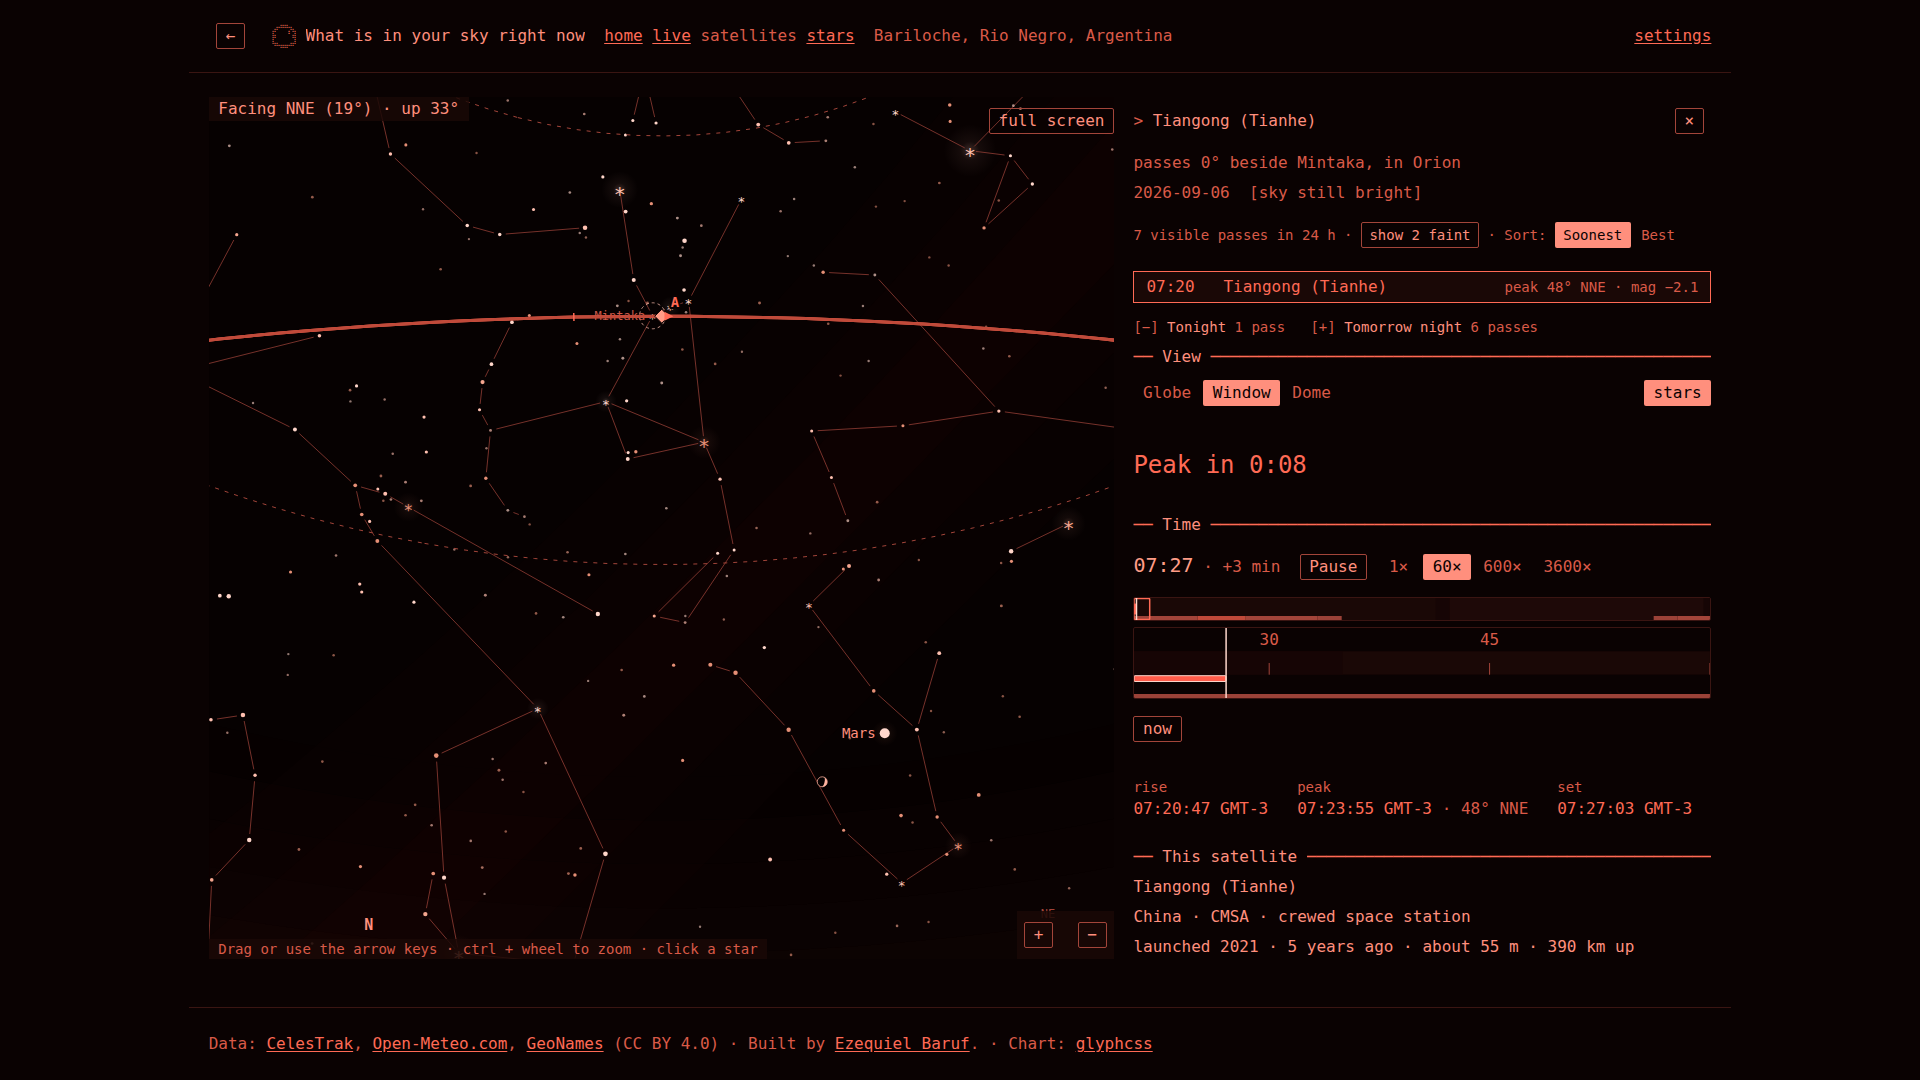 ← What is in your sky right now home live satellites stars Bariloche, Rio Negro, Argentina settings
Facing NNE (19°) · up 33°
full screen
A
Mintaka
Mars
N
NE
Drag or use the arrow keys · ctrl + wheel to zoom · click a star
+ −
> Tiangong (Tianhe) ×
passes 0° beside Mintaka, in Orion
2026-09-06 [sky still bright]
7 visible passes in 24 h · show 2 faint · Sort: Soonest Best
07:20 Tiangong (Tianhe) peak 48° NNE · mag −2.1
[−] Tonight 1 pass [+] Tomorrow night 6 passes
View
Globe Window Dome stars
Peak in 0:08
Time
07:27 · +3 min Pause 1× 60× 600× 3600×
30 45
now
rise peak set
07:20:47 GMT-3 07:23:55 GMT-3 · 48° NNE 07:27:03 GMT-3
This satellite
Tiangong (Tianhe)
China · CMSA · crewed space station
launched 2021 · 5 years ago · about 55 m · 390 km up
Data: CelesTrak, Open-Meteo.com, GeoNames (CC BY 4.0) · Built by Ezequiel Baruf. · Chart: glyphcss